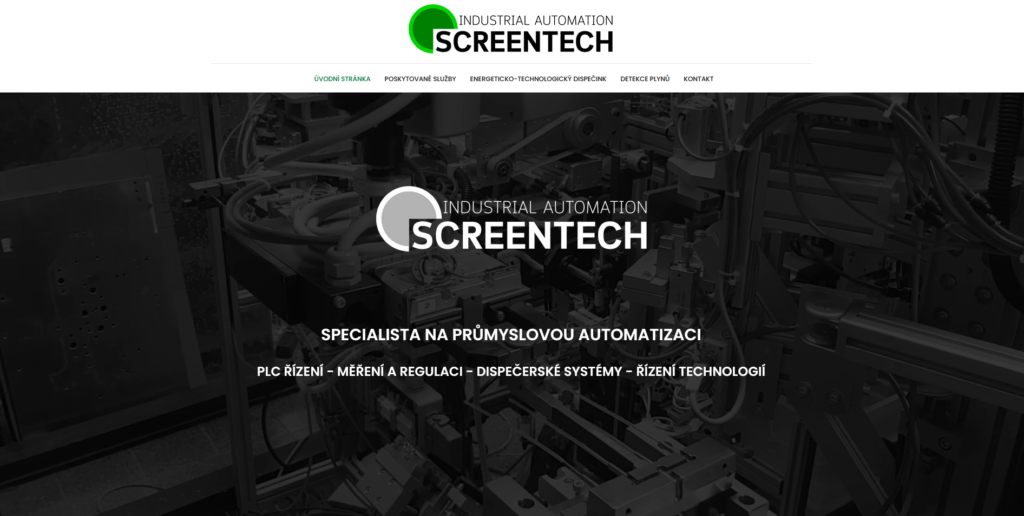 INDUSTRIAL AUTOMATION
SCREENTECH
ÚVODNÍ STRÁNKA POSKYTOVANÉ SLUŽBY ENERGETICKO-TECHNOLOGICKÝ DISPEČINK DETEKCE PLYNŮ KONTAKT
INDUSTRIAL AUTOMATION
SCREENTECH
SPECIALISTA NA PRŮMYSLOVOU AUTOMATIZACI
PLC ŘÍZENÍ - MĚŘENÍ A REGULACI - DISPEČERSKÉ SYSTÉMY - ŘÍZENÍ TECHNOLOGIÍ